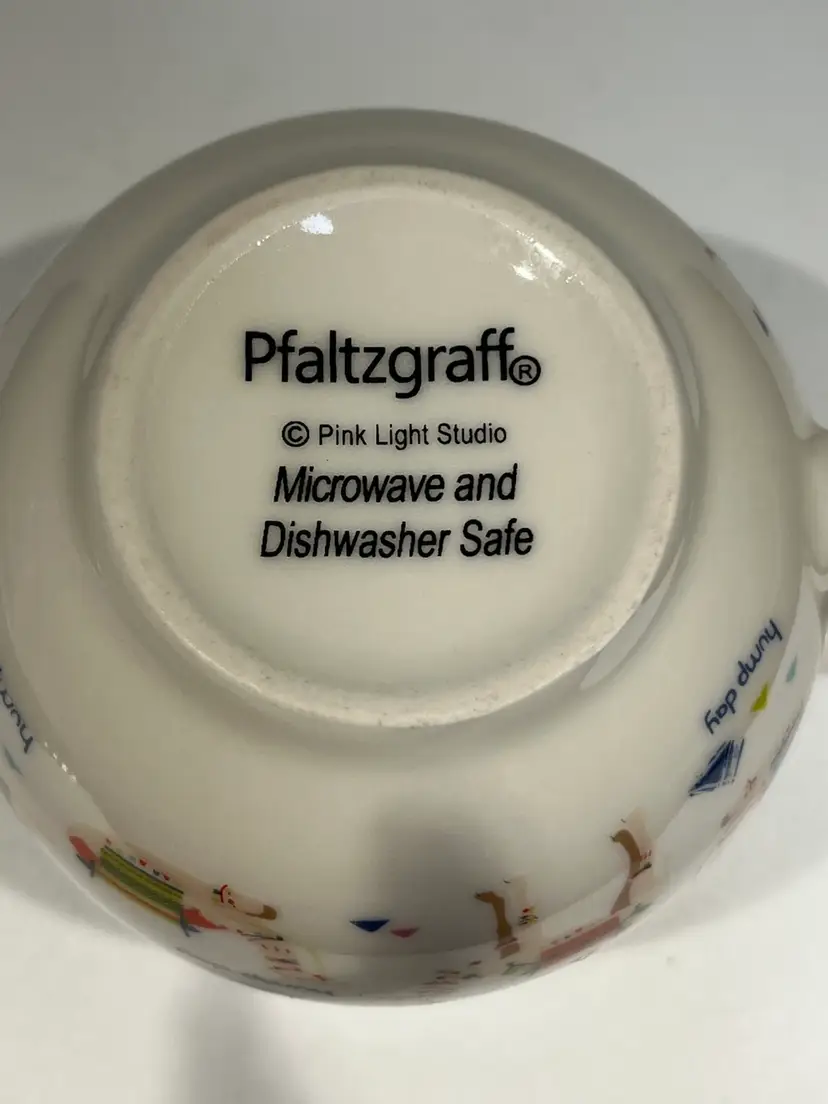 Pfaltzgraff®
© Pink Light Studio
Microwave and
Dishwasher Safe
hump day